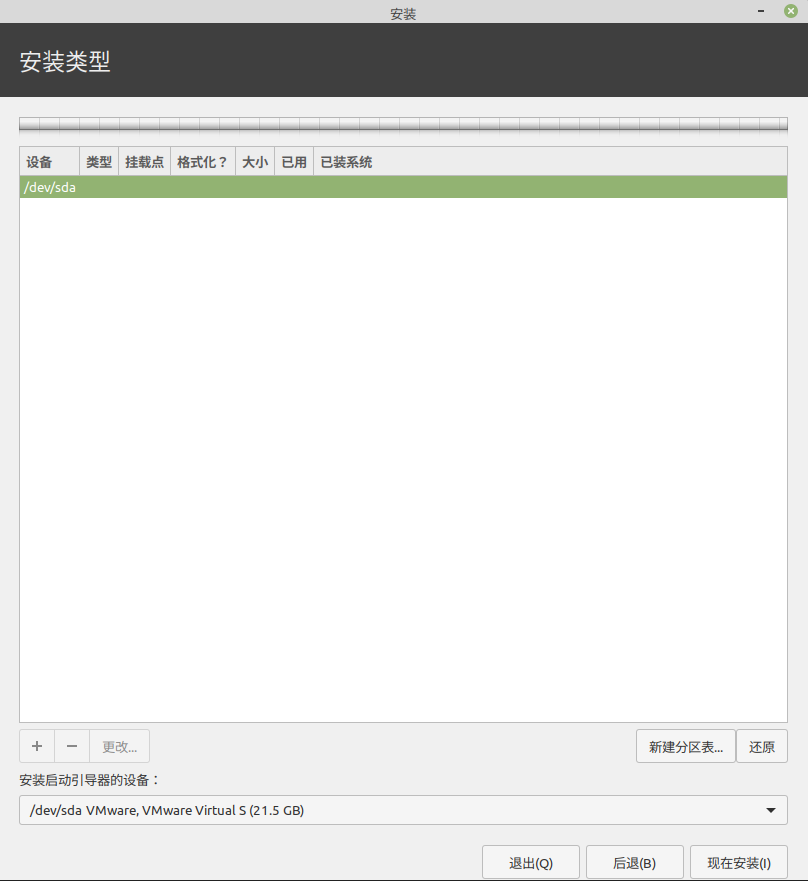 安装
安装类型
设备 类型 挂载点 格式化？ 大小 已用 已装系统
/dev/sda
+ − 更改... 新建分区表... 还原
安装启动引导器的设备：
/dev/sda VMware, VMware Virtual S (21.5 GB)
退出(Q) 后退(B) 现在安装(I)